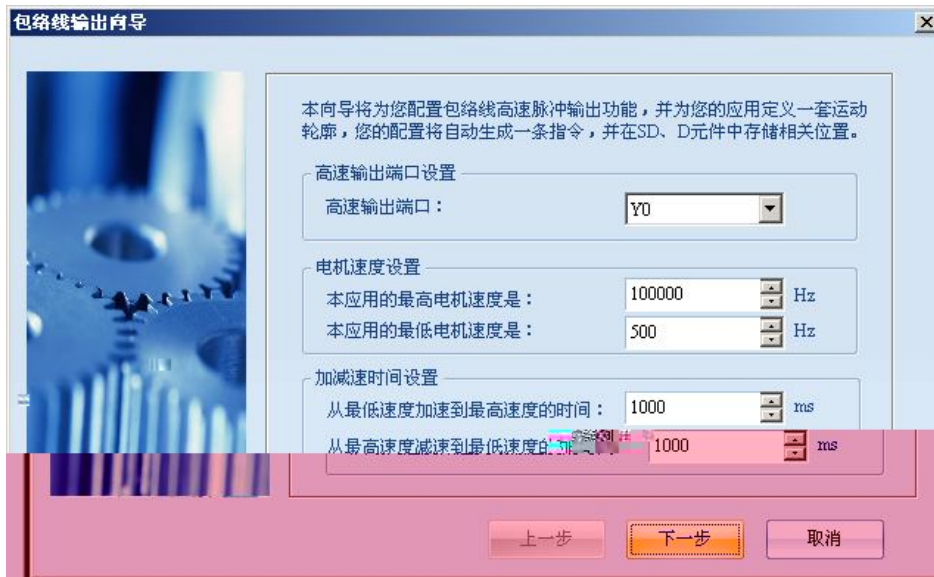 包络线输出向导
本向导将为您配置包络线高速脉冲输出功能，并为您的应用定义一套运动
轮廓，您的配置将自动生成一条指令，并在SD、D元件中存储相关位置。
高速输出端口设置
高速输出端口： Y0
电机速度设置
本应用的最高电机速度是： 100000 Hz
本应用的最低电机速度是： 500 Hz
加减速时间设置
从最低速度加速到最高速度的时间： 1000 ms
从最高速度减速到最低速度 1000 ms
上一步 下一步 取消